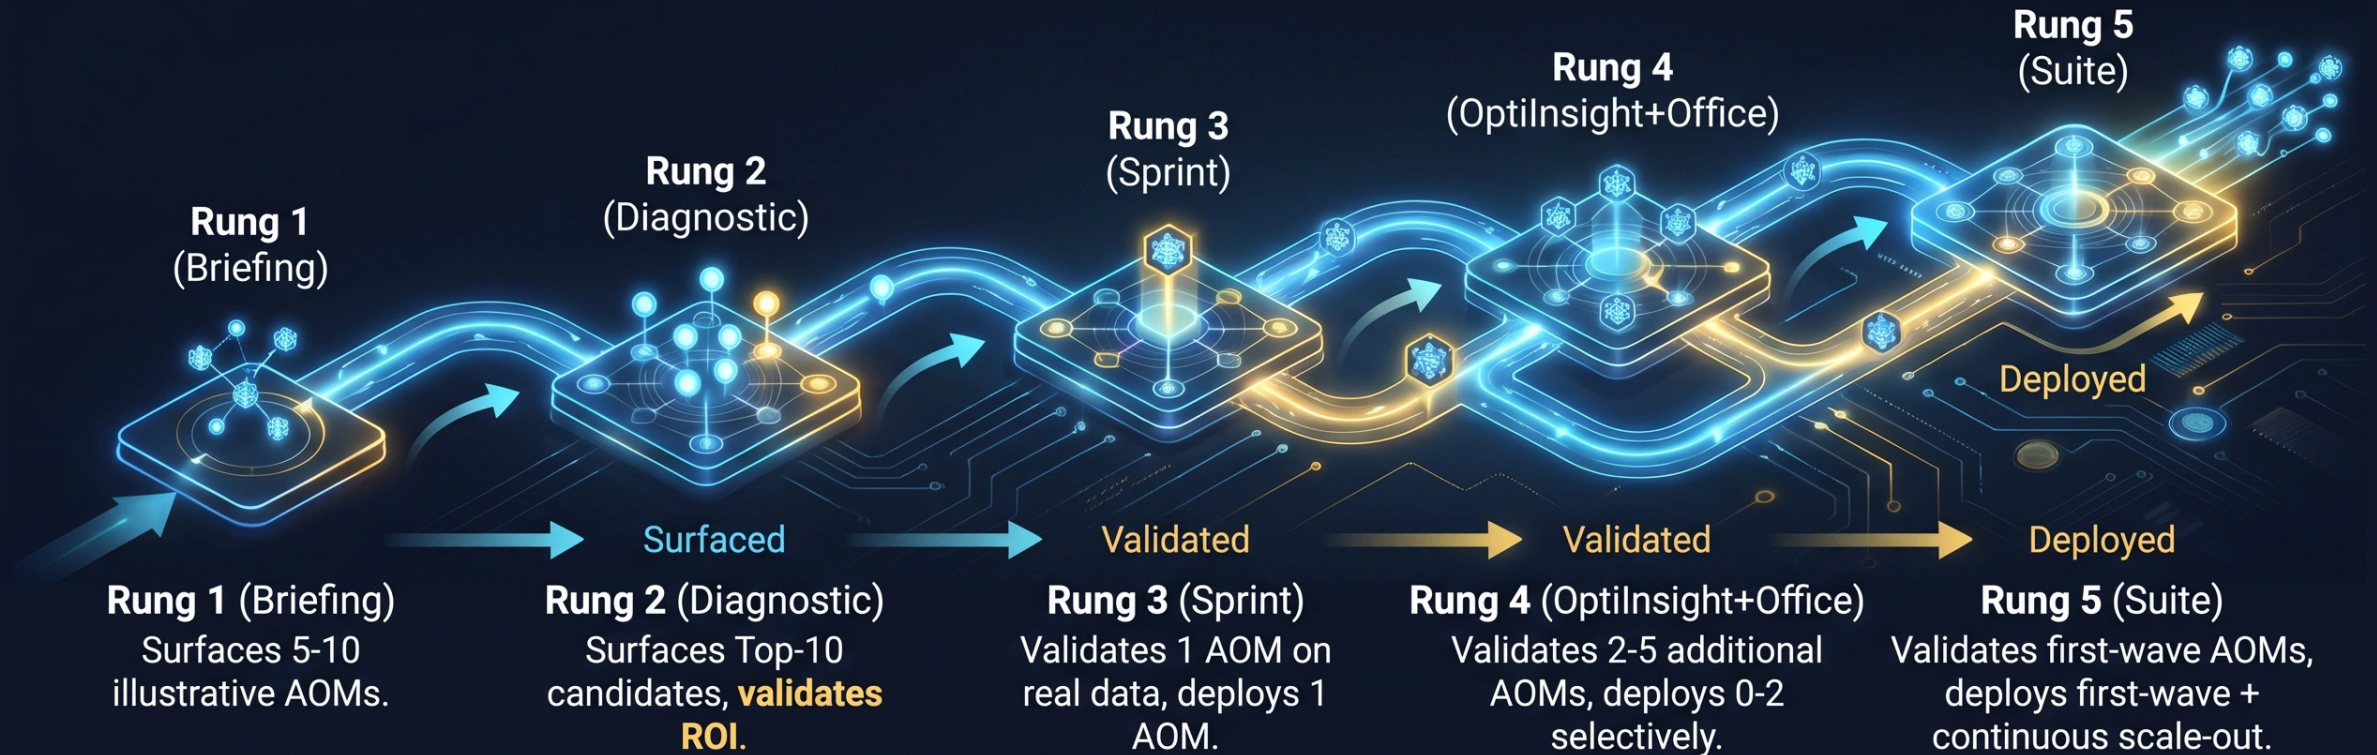 Rung 1
(Briefing)
Rung 2
(Diagnostic)
Rung 3
(Sprint)
Rung 4
(OptiInsight+Office)
Rung 5
(Suite)
Deployed
Surfaced
Validated
Validated
Deployed
Rung 1 (Briefing)
Surfaces 5-10
illustrative AOMs.
Rung 2 (Diagnostic)
Surfaces Top-10
candidates, validates
ROI.
Rung 3 (Sprint)
Validates 1 AOM on
real data, deploys 1
AOM.
Rung 4 (OptiInsight+Office)
Validates 2-5 additional
AOMs, deploys 0-2
selectively.
Rung 5 (Suite)
Validates first-wave AOMs,
deploys first-wave +
continuous scale-out.